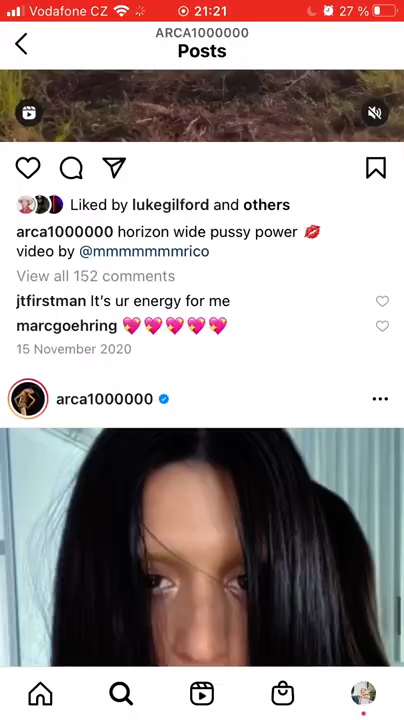 Vodafone CZ 21:21 27 %
ARCA1000000
Posts
Liked by lukegilford and others
arca1000000 horizon wide pussy power 💋
video by @mmmmmmmrico
View all 152 comments
jtfirstman It's ur energy for me
marcgoehring 💖💖💖💖💖
15 November 2020
arca1000000